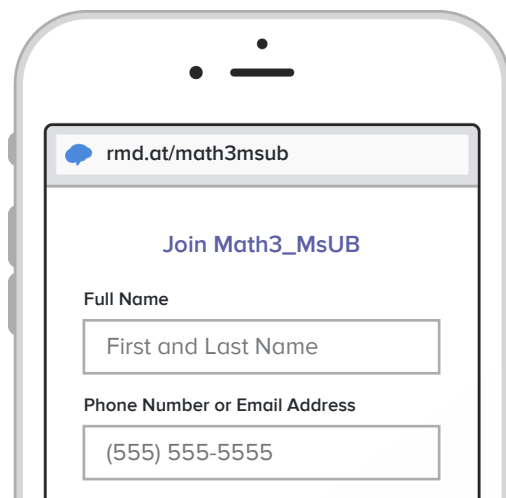 rmd.at/math3msub
Join Math3_MsUB
Full Name
First and Last Name
Phone Number or Email Address
(555) 555-5555